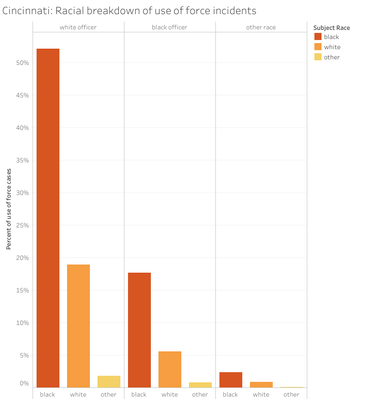 Cincinnati: Racial breakdown of use of force incidents
white officer
black officer
other race
Subject Race
black
white
other
Percent of use of force cases
50%
45%
40%
35%
30%
25%
20%
15%
10%
5%
0%
black white other black white other black white other